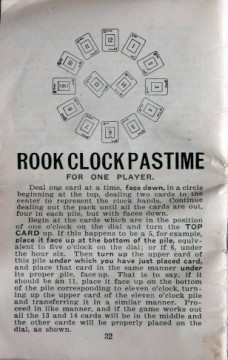 ROOK CLOCK PASTIME
FOR ONE PLAYER.
Deal one card at a time, face down, in a circle
beginning at the top, dealing two cards to the
center to represent the clock hands. Continue
dealing out the pack until all the cards are out,
four in each pile, but with faces down.
Begin at the cards which are in the position
of one o'clock on the dial and turn the TOP
CARD up. If this happens to be a 5, for example,
place it face up at the bottom of the pile, equiv-
alent to five o'clock on the dial; or if 6, under
the hour six. Then turn up the upper card of
this pile under which you have just placed card,
and place that card in the same manner under
its proper pile, face up. That is to say, if it
should be an 11, place it face up on the bottom
of the pile corresponding to eleven o'clock, turn-
ing up the upper card of the eleven o'clock pile
and transferring it in a similar manner. Pro-
ceed in like manner, and if the game works out
all the 13 and 14 cards will be in the middle and
the other cards will be properly placed on the
dial, as shown.
32